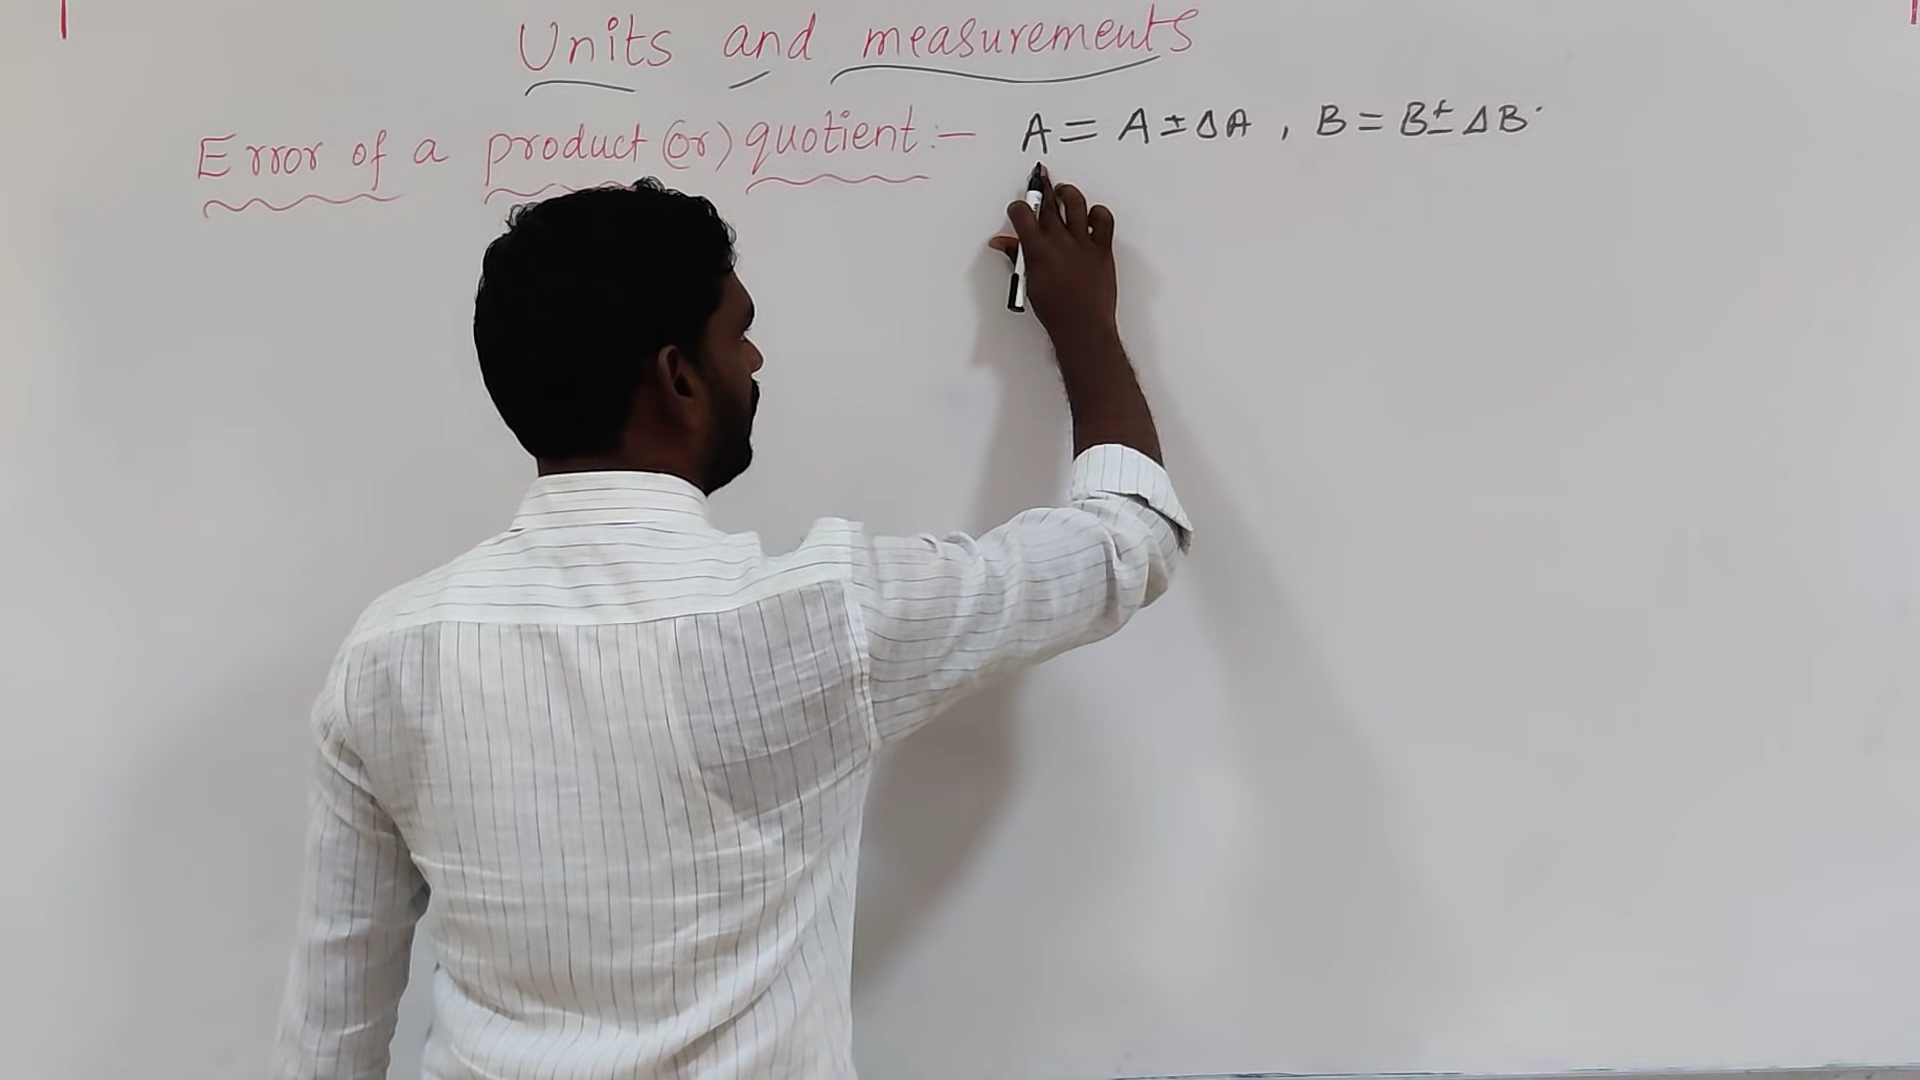 Units and measurements
Error of a product (or) quotient :- A = A ± ΔA , B = B ± ΔB.